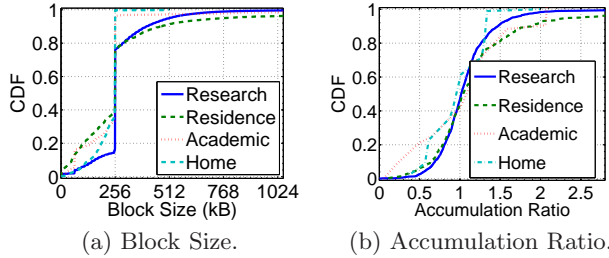 1
0.8
0.6
0.4
0.2
0
CDF
0 256 512 768 1024
Block Size (kB)
Research
Residence
Academic
Home
(a) Block Size.
1
0.8
0.6
0.4
0.2
0
CDF
0 0.5 1 1.5 2 2.5
Accumulation Ratio
Research
Residence
Academic
Home
(b) Accumulation Ratio.